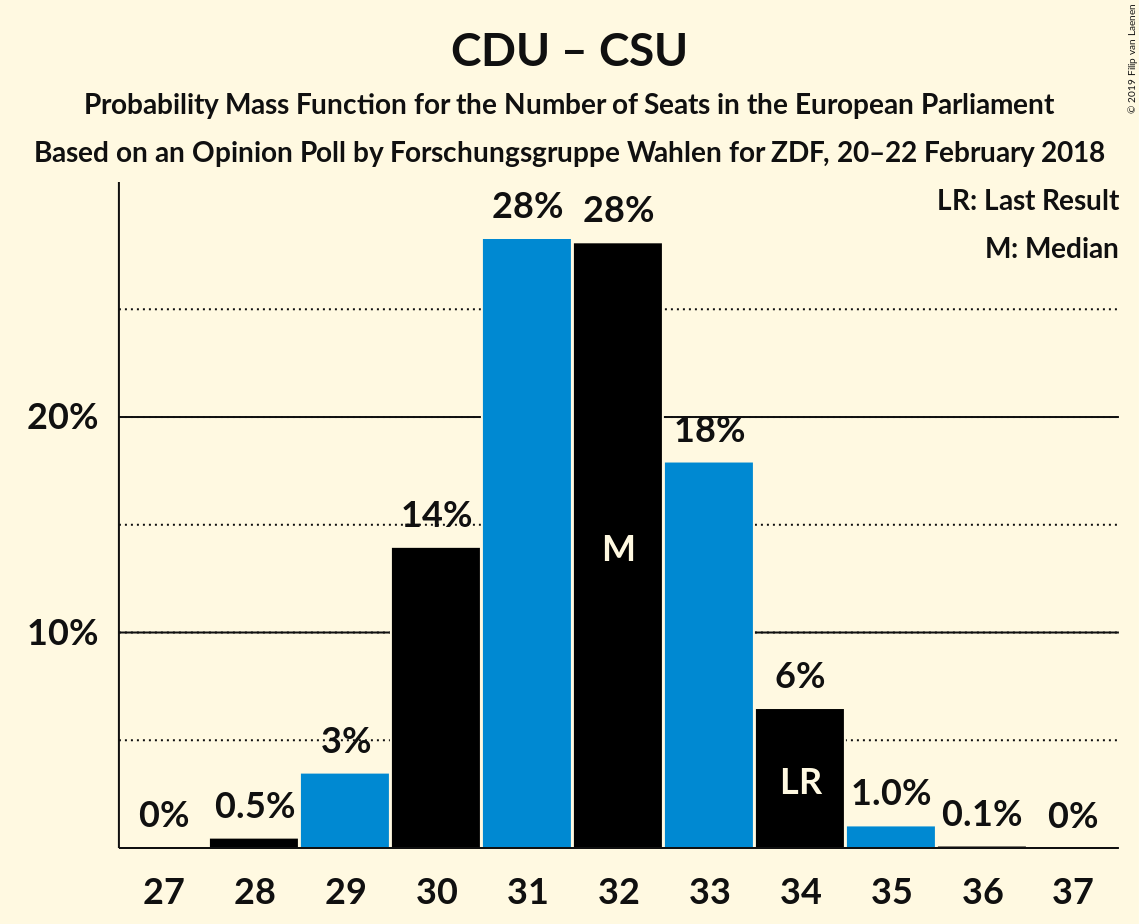 CDU – CSU
Probability Mass Function for the Number of Seats in the European Parliament
Based on an Opinion Poll by Forschungsgruppe Wahlen for ZDF, 20–22 February 2018
© 2019 Filip van Laenen
LR: Last Result
M: Median
28% 28%
20%
18%
14%
M
10%
6%
3%
LR
0% 0.5% 1.0% 0.1% 0%
27 28 29 30 31 32 33 34 35 36 37